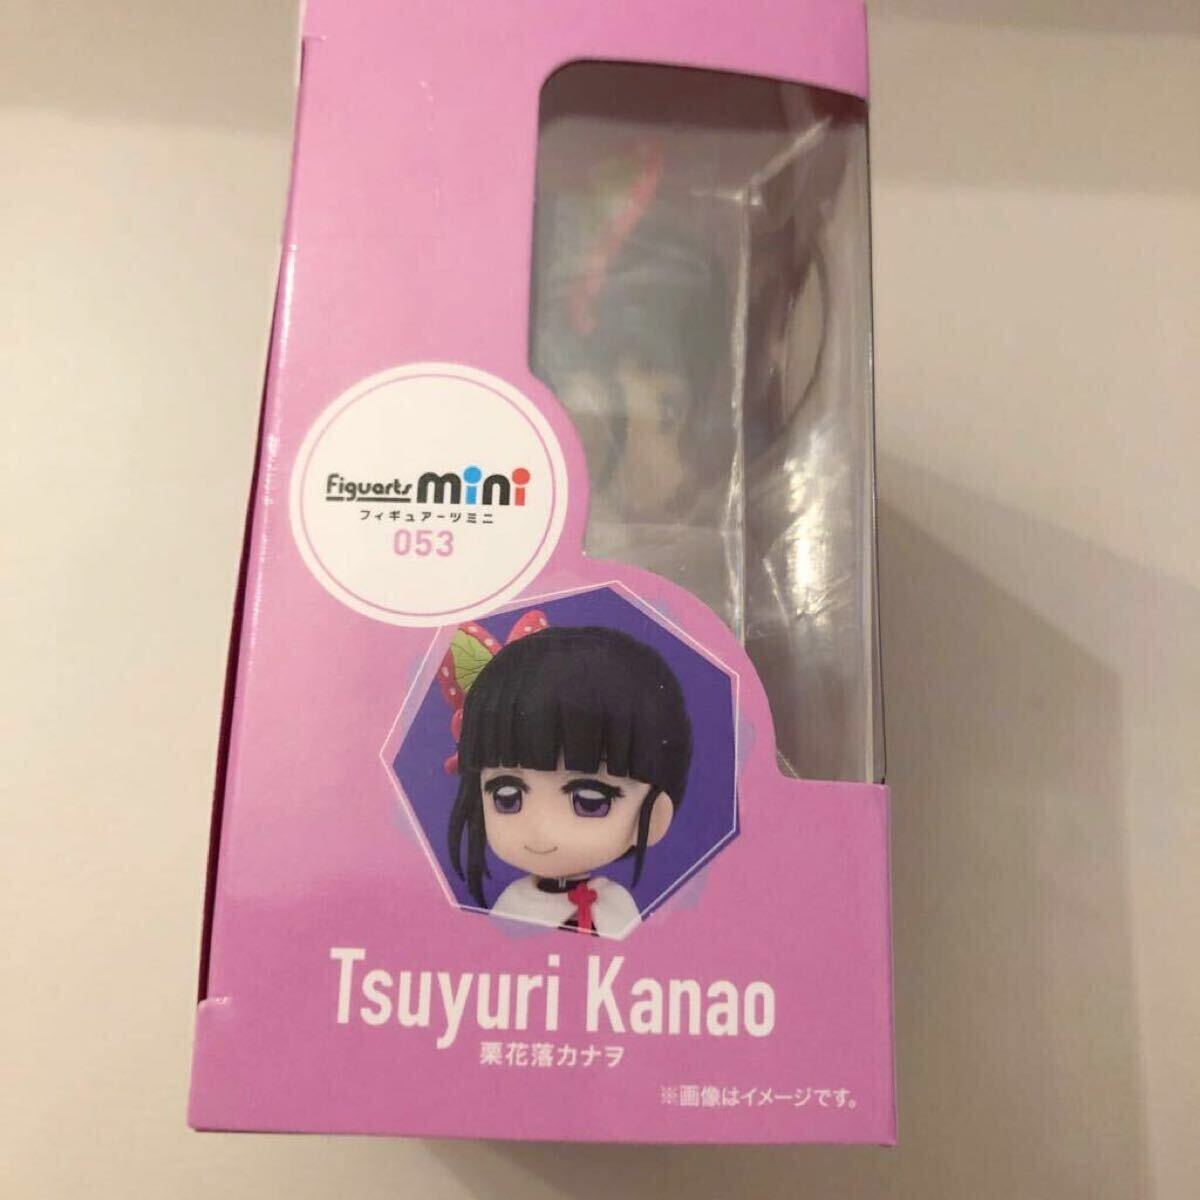 Figuarts mini
フィギュアーツミニ
053
Tsuyuri Kanao
栗花落カナヲ
※画像はイメージです。